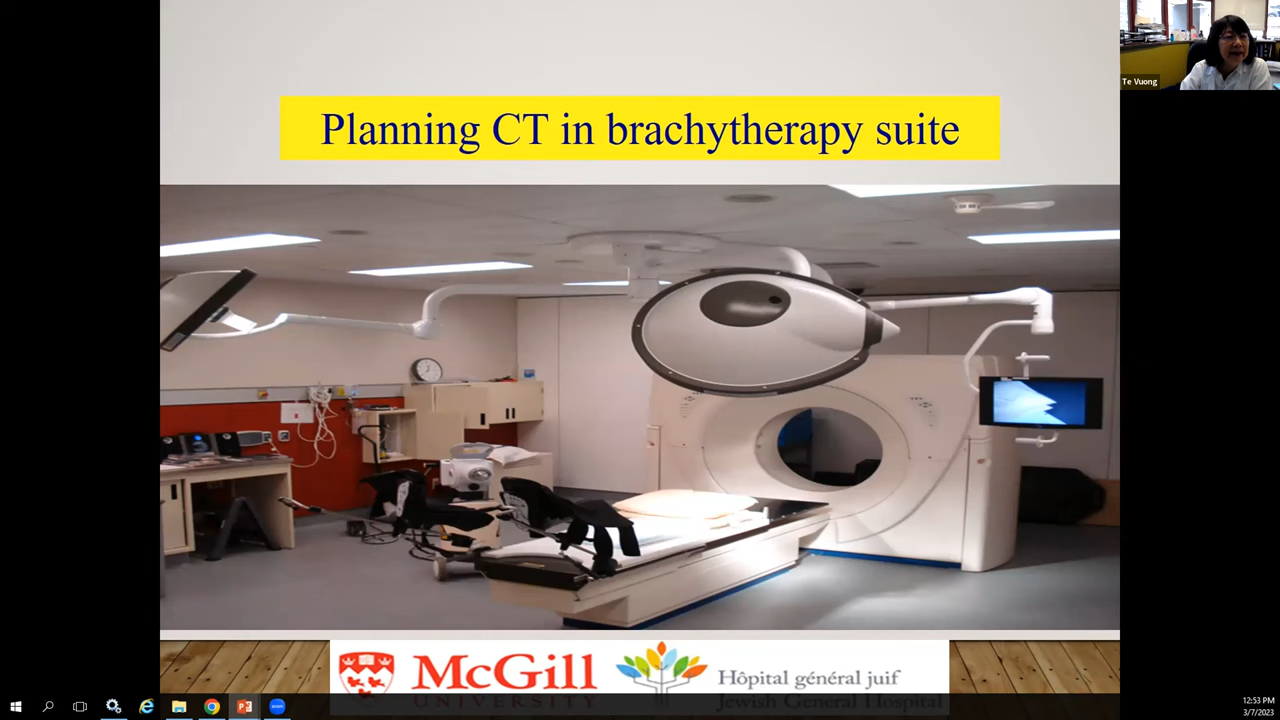 Te Vuong
Planning CT in brachytherapy suite
McGill
UNIVERSITY
Hôpital général juif
Jewish General Hospital
12:53 PM
3/7/2023